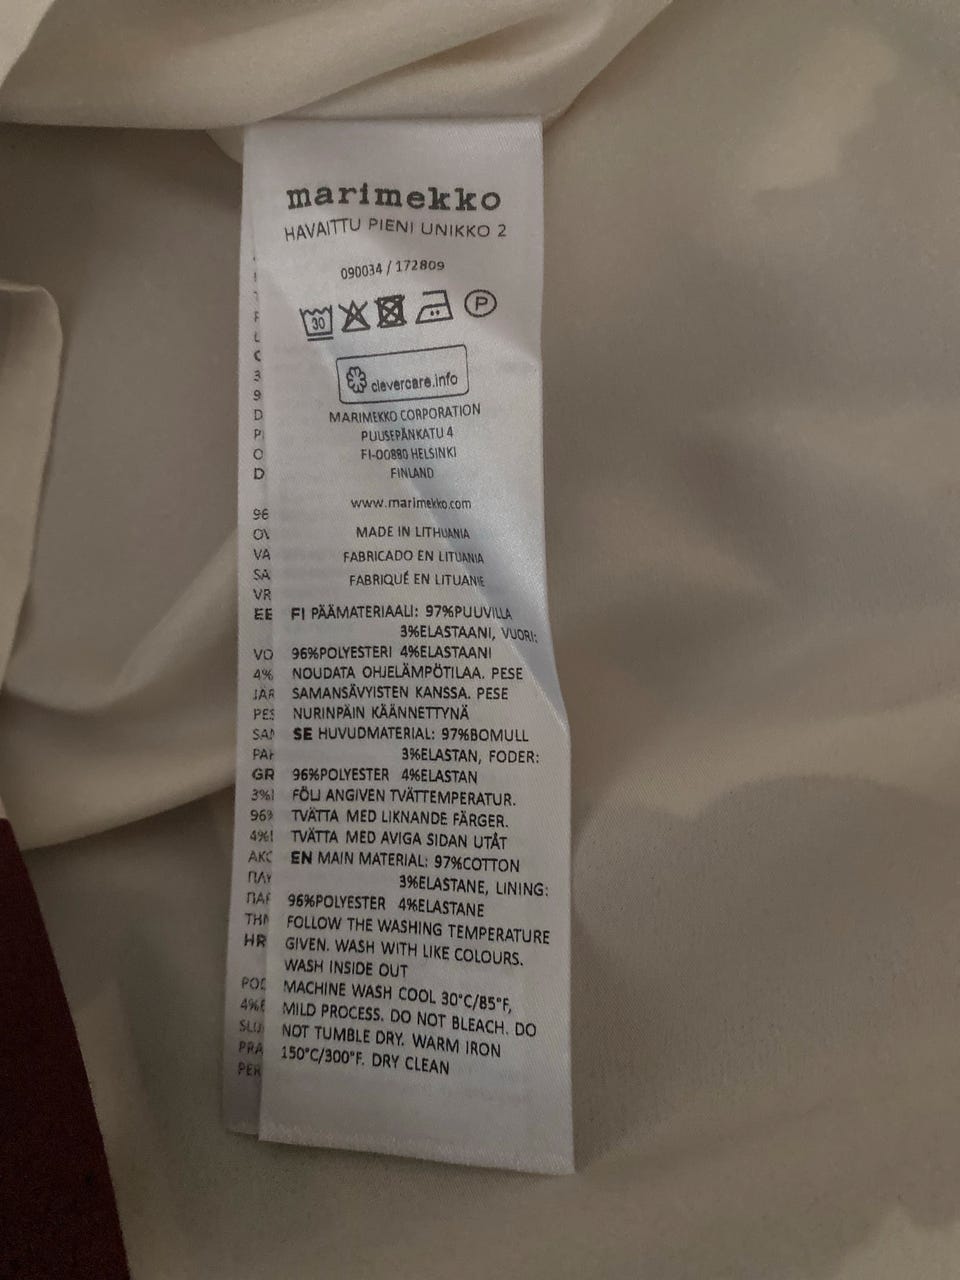 marimekko
HAVAITTU PIENI UNIKKO 2
090034 / 172809
30
P
clevercare.info
MARIMEKKO CORPORATION
PUUSEPÄNKATU 4
FI-00880 HELSINKI
FINLAND
www.marimekko.com
MADE IN LITHUANIA
FABRICADO EN LITUANIA
FABRIQUÉ EN LITUANIE
FI PÄÄMATERIAALI: 97%PUUVILLA
3%ELASTAANI, VUORI:
96%POLYESTERI 4%ELASTAANI
NOUDATA OHJELÄMPÖTILAA. PESE
SAMANSÄVYISTEN KANSSA. PESE
NURINPÄIN KÄÄNNETTYNÄ
SE HUVUDMATERIAL: 97%BOMULL
3%ELASTAN, FODER:
96%POLYESTER 4%ELASTAN
FÖLJ ANGIVEN TVÄTTEMPERATUR.
TVÄTTA MED LIKNANDE FÄRGER.
TVÄTTA MED AVIGA SIDAN UTÅT
EN MAIN MATERIAL: 97%COTTON
3%ELASTANE, LINING:
96%POLYESTER 4%ELASTANE
FOLLOW THE WASHING TEMPERATURE
GIVEN. WASH WITH LIKE COLOURS.
WASH INSIDE OUT
MACHINE WASH COOL 30°C/85°F,
MILD PROCESS. DO NOT BLEACH. DO
NOT TUMBLE DRY. WARM IRON
150°C/300°F. DRY CLEAN